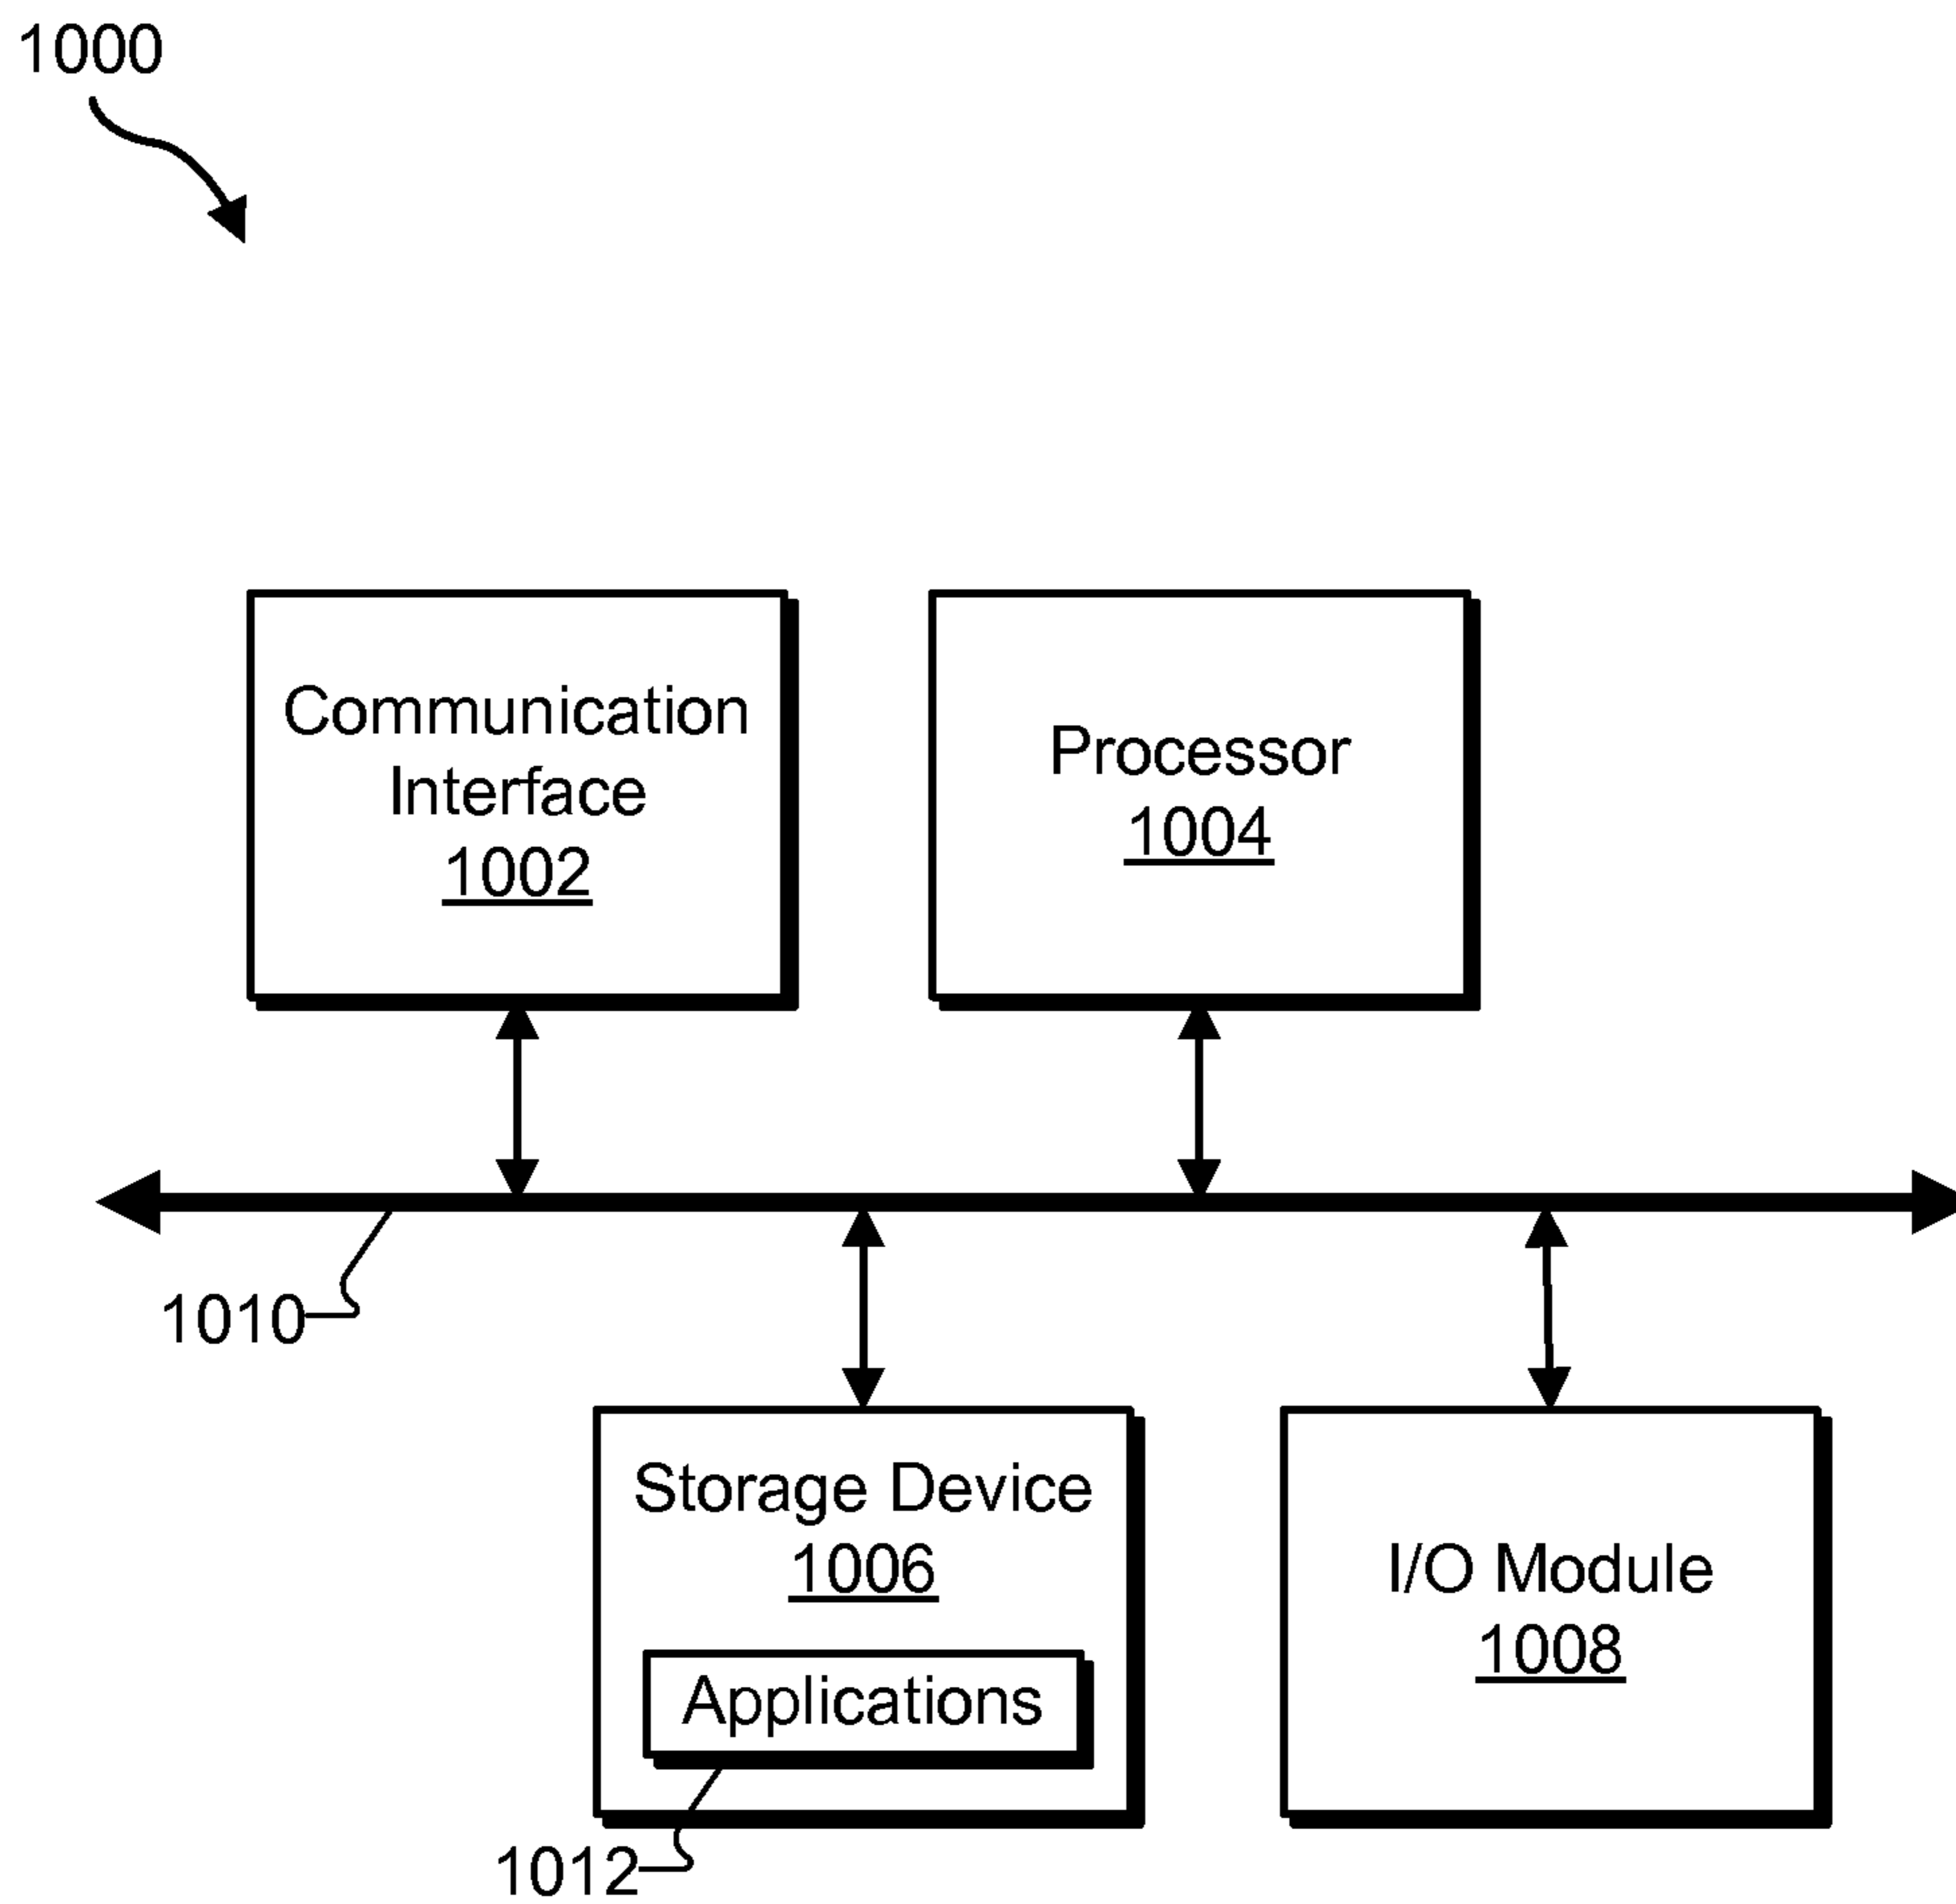 1000
Communication
Interface
1002
Processor
1004
1010
Storage Device
1006
Applications
1012
I/O Module
1008